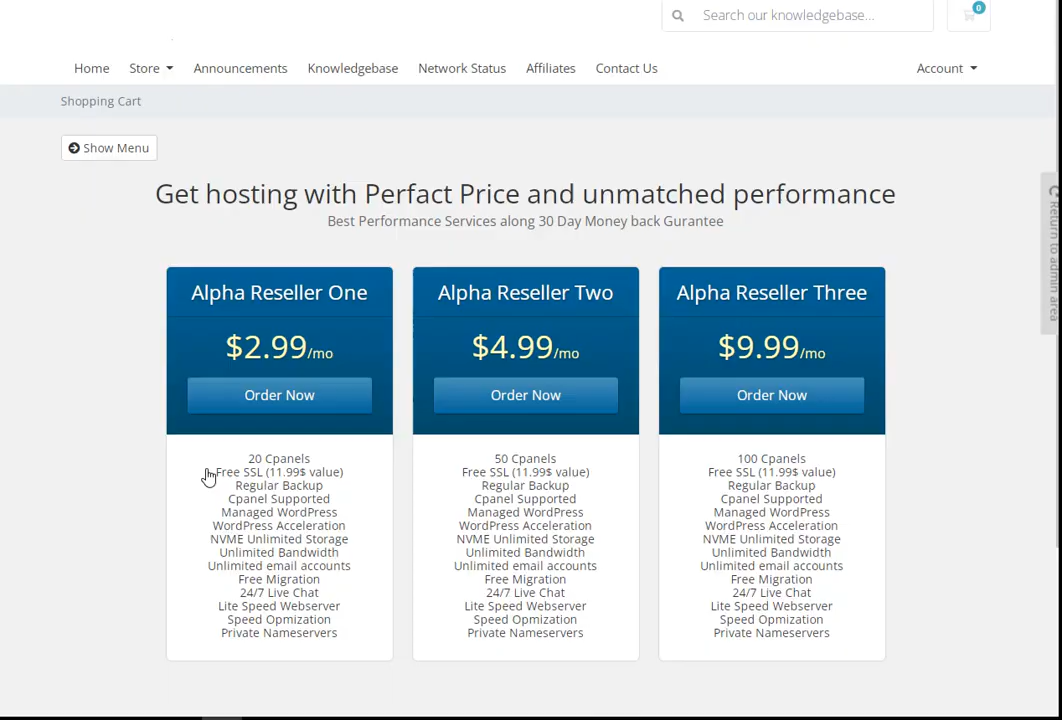 Search our knowledgebase...
0
Home
Store
Announcements
Knowledgebase
Network Status
Affiliates
Contact Us
Account
Shopping Cart
Show Menu
Return to admin area
Get hosting with Perfact Price and unmatched performance
Best Performance Services along 30 Day Money back Gurantee
Alpha Reseller One
$2.99/mo
Order Now
20 Cpanels
Free SSL (11.99$ value)
Regular Backup
Cpanel Supported
Managed WordPress
WordPress Acceleration
NVME Unlimited Storage
Unlimited Bandwidth
Unlimited email accounts
Free Migration
24/7 Live Chat
Lite Speed Webserver
Speed Opmization
Private Nameservers
Alpha Reseller Two
$4.99/mo
Order Now
50 Cpanels
Free SSL (11.99$ value)
Regular Backup
Cpanel Supported
Managed WordPress
WordPress Acceleration
NVME Unlimited Storage
Unlimited Bandwidth
Unlimited email accounts
Free Migration
24/7 Live Chat
Lite Speed Webserver
Speed Opmization
Private Nameservers
Alpha Reseller Three
$9.99/mo
Order Now
100 Cpanels
Free SSL (11.99$ value)
Regular Backup
Cpanel Supported
Managed WordPress
WordPress Acceleration
NVME Unlimited Storage
Unlimited Bandwidth
Unlimited email accounts
Free Migration
24/7 Live Chat
Lite Speed Webserver
Speed Opmization
Private Nameservers